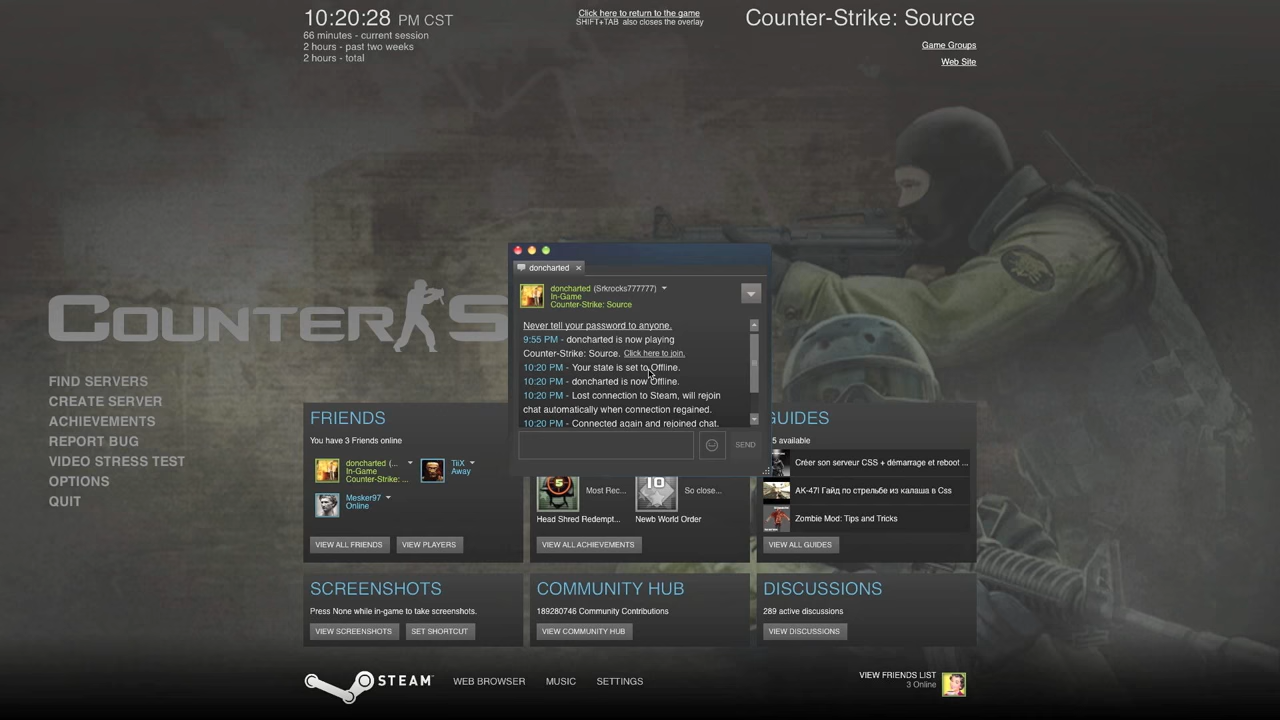 10:20:28 PM CST
66 minutes - current session
2 hours - past two weeks
2 hours - total
Click here to return to the game
SHIFT+TAB also closes the overlay
Counter-Strike: Source
Game Groups
Web Site
COUNTER S
FIND SERVERS
CREATE SERVER
ACHIEVEMENTS
REPORT BUG
VIDEO STRESS TEST
OPTIONS
QUIT
doncharted
doncharted (Srkrocks777777)
In-Game
Counter-Strike: Source
Never tell your password to anyone.
9:55 PM - doncharted is now playing
Counter-Strike: Source. Click here to join.
10:20 PM - Your state is set to Offline.
10:20 PM - doncharted is now Offline.
10:20 PM - Lost connection to Steam, will rejoin
chat automatically when connection regained.
10:20 PM - Connected again and rejoined chat.
SEND
FRIENDS
You have 3 Friends online
doncharted (...
In-Game
Counter-Strike: ...
TiiX
Away
Mesker97
Online
VIEW ALL FRIENDS
VIEW PLAYERS
5
Most Rec...
10
So close...
Head Shred Redempt...
Newb World Order
VIEW ALL ACHIEVEMENTS
GUIDES
5 available
Créer son serveur CSS + démarrage et reboot ...
АК-47l Гайд по стрельбе из калаша в Css
Zombie Mod: Tips and Tricks
VIEW ALL GUIDES
SCREENSHOTS
Press None while in-game to take screenshots.
VIEW SCREENSHOTS
SET SHORTCUT
COMMUNITY HUB
189280746 Community Contributions
VIEW COMMUNITY HUB
DISCUSSIONS
289 active discussions
VIEW DISCUSSIONS
STEAM
WEB BROWSER
MUSIC
SETTINGS
VIEW FRIENDS LIST
3 Online